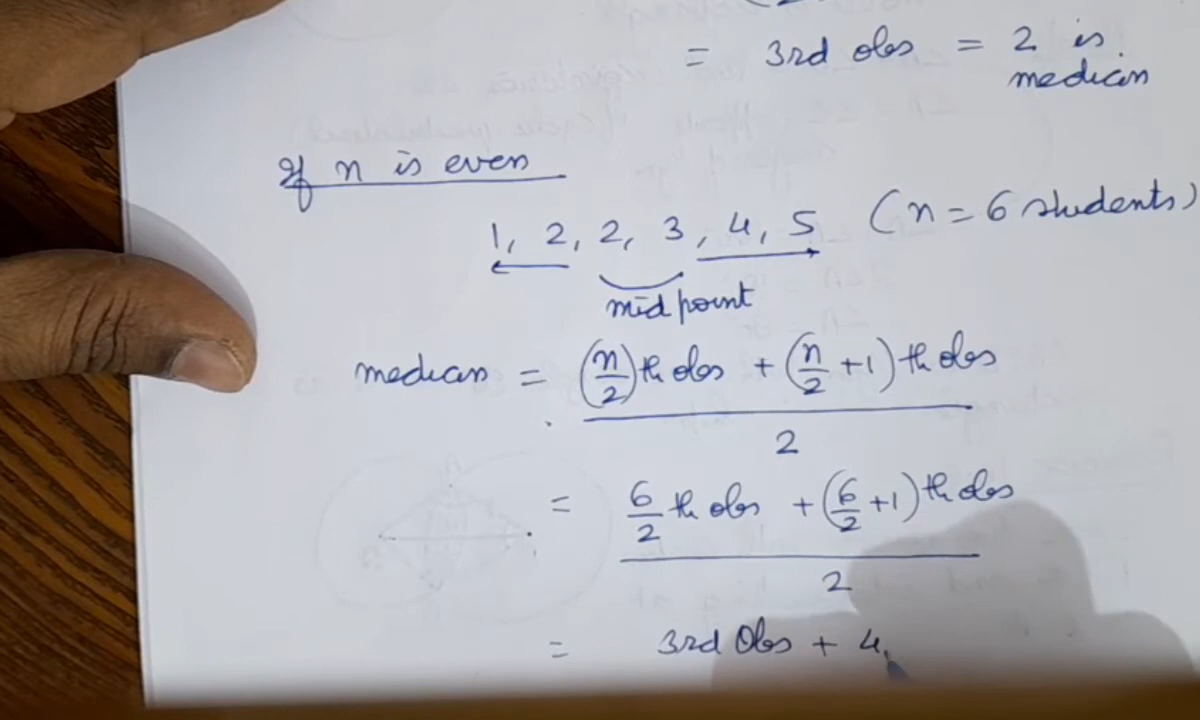 = 3rd obs = 2 is
median
If n is even
1, 2, 2, 3, 4, 5 (n = 6 students)
mid point
median = (n/2)th obs + (n/2 + 1)th obs
2
= 6/2 th obs + (6/2 + 1)th obs
2
= 3rd Obs + 4